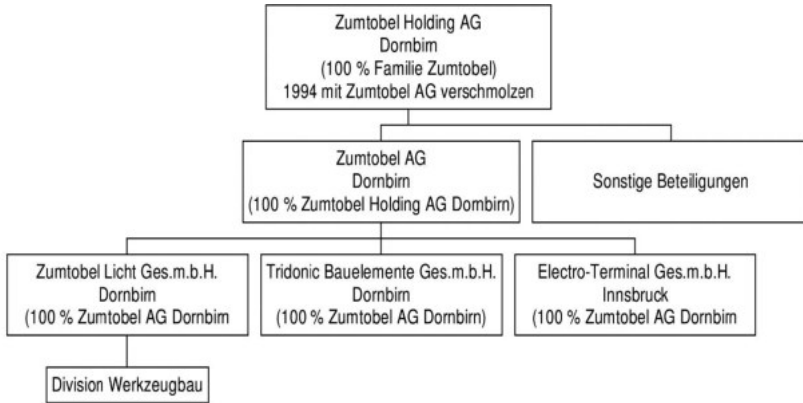 Zumtobel Holding AG
Dornbirn
(100 % Familie Zumtobel)
1994 mit Zumtobel AG verschmolzen
Zumtobel AG
Dornbirn
(100 % Zumtobel Holding AG Dornbirn)
Sonstige Beteiligungen
Zumtobel Licht Ges.m.b.H.
Dornbirn
(100 % Zumtobel AG Dornbirn
Tridonic Bauelemente Ges.m.b.H.
Dornbirn
(100 % Zumtobel AG Dornbirn)
Electro-Terminal Ges.m.b.H.
Innsbruck
(100 % Zumtobel AG Dornbirn
Division Werkzeugbau